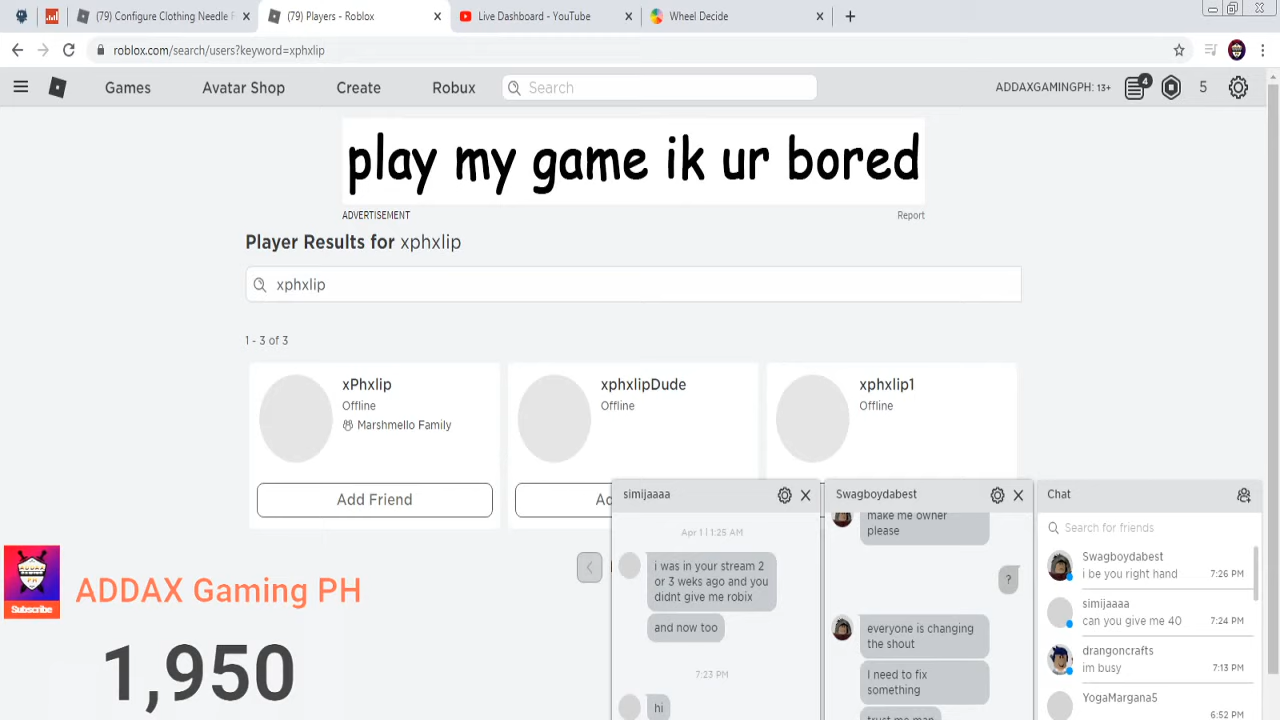 (79) Configure Clothing Needle F
(79) Players - Roblox
Live Dashboard - YouTube
Wheel Decide
roblox.com/search/users?keyword=xphxlip
Games
Avatar Shop
Create
Robux
Search
ADDAXGAMINGPH: 13+
4
5
play my game ik ur bored
ADVERTISEMENT
Report
Player Results for xphxlip
xphxlip
1 - 3 of 3
xPhxlip
Offline
Marshmello Family
Add Friend
xphxlipDude
Offline
xphxlip1
Offline
simijaaaa
Apr 1 | 1:25 AM
i was in your stream 2
or 3 weks ago and you
didnt give me robix
and now too
7:23 PM
hi
Swagboydabest
make me owner
please
?
everyone is changing
the shout
I need to fix
something
trust me man
Chat
Search for friends
Swagboydabest
i be you right hand
7:26 PM
simijaaaa
can you give me 40
7:24 PM
drangoncrafts
im busy
7:13 PM
YogaMargana5
6:52 PM
ADDAX
PH
Subscribe
ADDAX Gaming PH
1,950